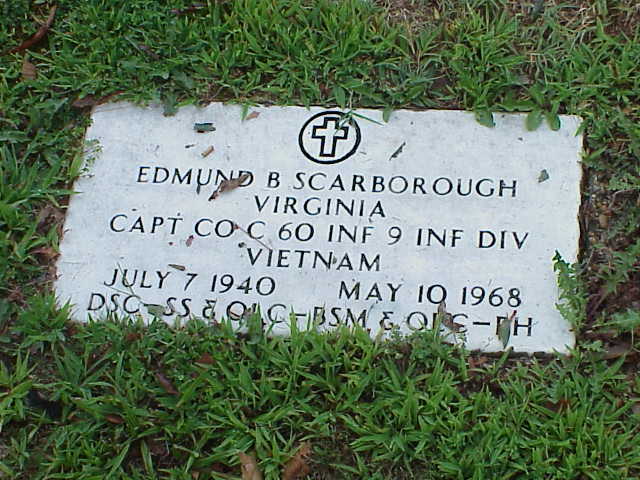 EDMUND B SCARBOROUGH
VIRGINIA
CAPT CO C 60 INF 9 INF DIV
VIETNAM
JULY 7 1940 MAY 10 1968
DSC-SS & OLC-BSM & OLC-PH